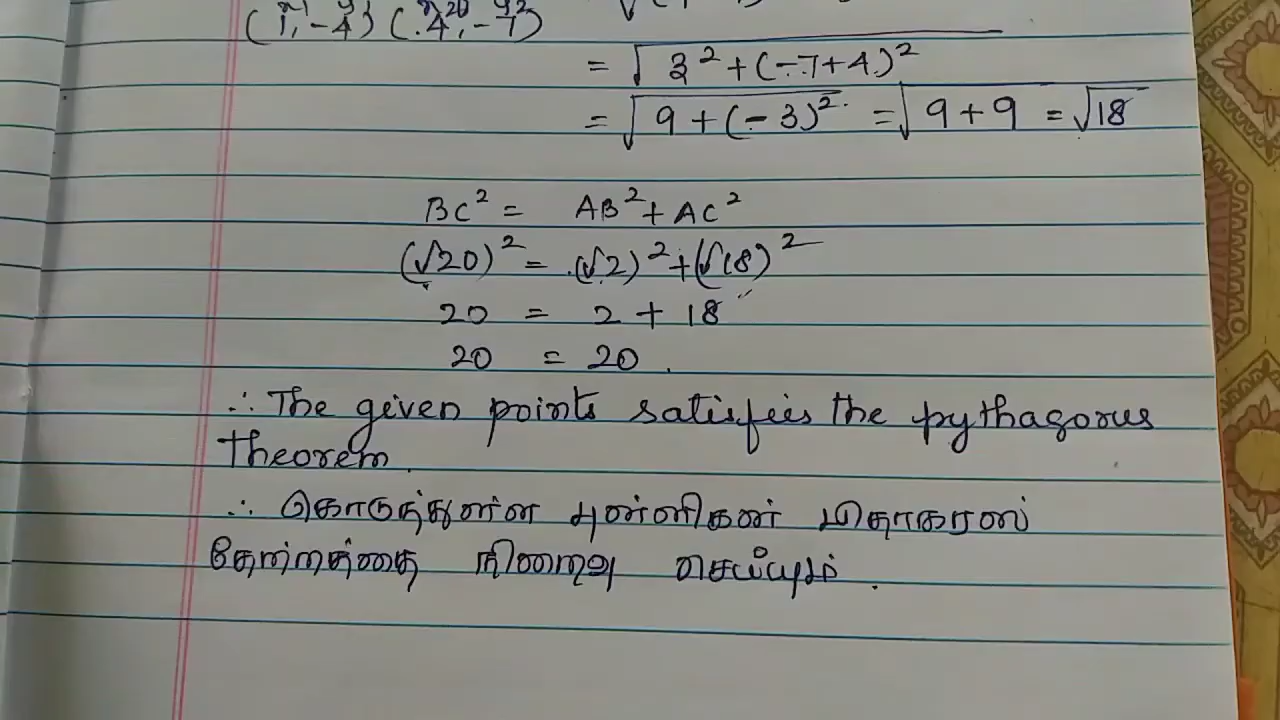 (1, -4) (4, -7)
= √3² + (-7+4)²
= √9 + (-3)² = √9+9 = √18
BC² = AB² + AC²
(√20)² = (√2)² + (√18)²
20 = 2 + 18
20 = 20.
∴ The given points satisfies the pythagorus
Theorem.
∴ கொடுத்துள்ள புள்ளிகள் பிதாகரஸ்
தேற்றத்தை நிறைவு செய்யும்.